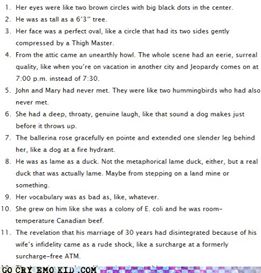 1. Her eyes were like two brown circles with big black dots in the center.
2. He was as tall as a 6'3" tree.
3. Her face was a perfect oval, like a circle that had its two sides gently
compressed by a Thigh Master.
4. From the attic came an unearthly howl. The whole scene had an eerie, surreal
quality, like when you're on vacation in another city and Jeopardy comes on at
7:00 p.m. instead of 7:30.
5. John and Mary had never met. They were like two hummingbirds who had also
never met.
6. She had a deep, throaty, genuine laugh, like that sound a dog makes just
before it throws up.
7. The ballerina rose gracefully en pointe and extended one slender leg behind
her, like a dog at a fire hydrant.
8. He was as lame as a duck. Not the metaphorical lame duck, either, but a real
duck that was actually lame. Maybe from stepping on a land mine or
something.
9. Her vocabulary was as bad as, like, whatever.
10. She grew on him like she was a colony of E. coli and he was room-
temperature Canadian beef.
11. The revelation that his marriage of 30 years had disintegrated because of his
wife's infidelity came as a rude shock, like a surcharge at a formerly
surcharge-free ATM.
GO CRY EMO KID .COM